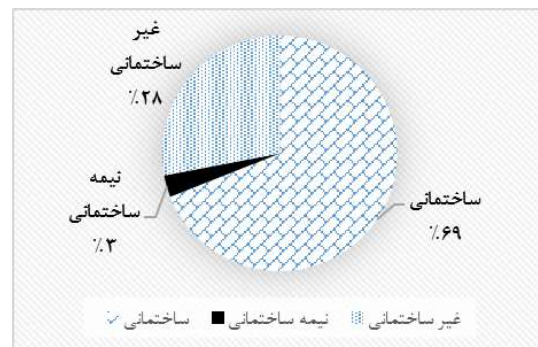 غیر
ساختمانی
٪۲۸
نیمه
ساختمانی
٪۳
ساختمانی
٪۶۹
ساختمانی نیمه ساختمانی غیر ساختمانی